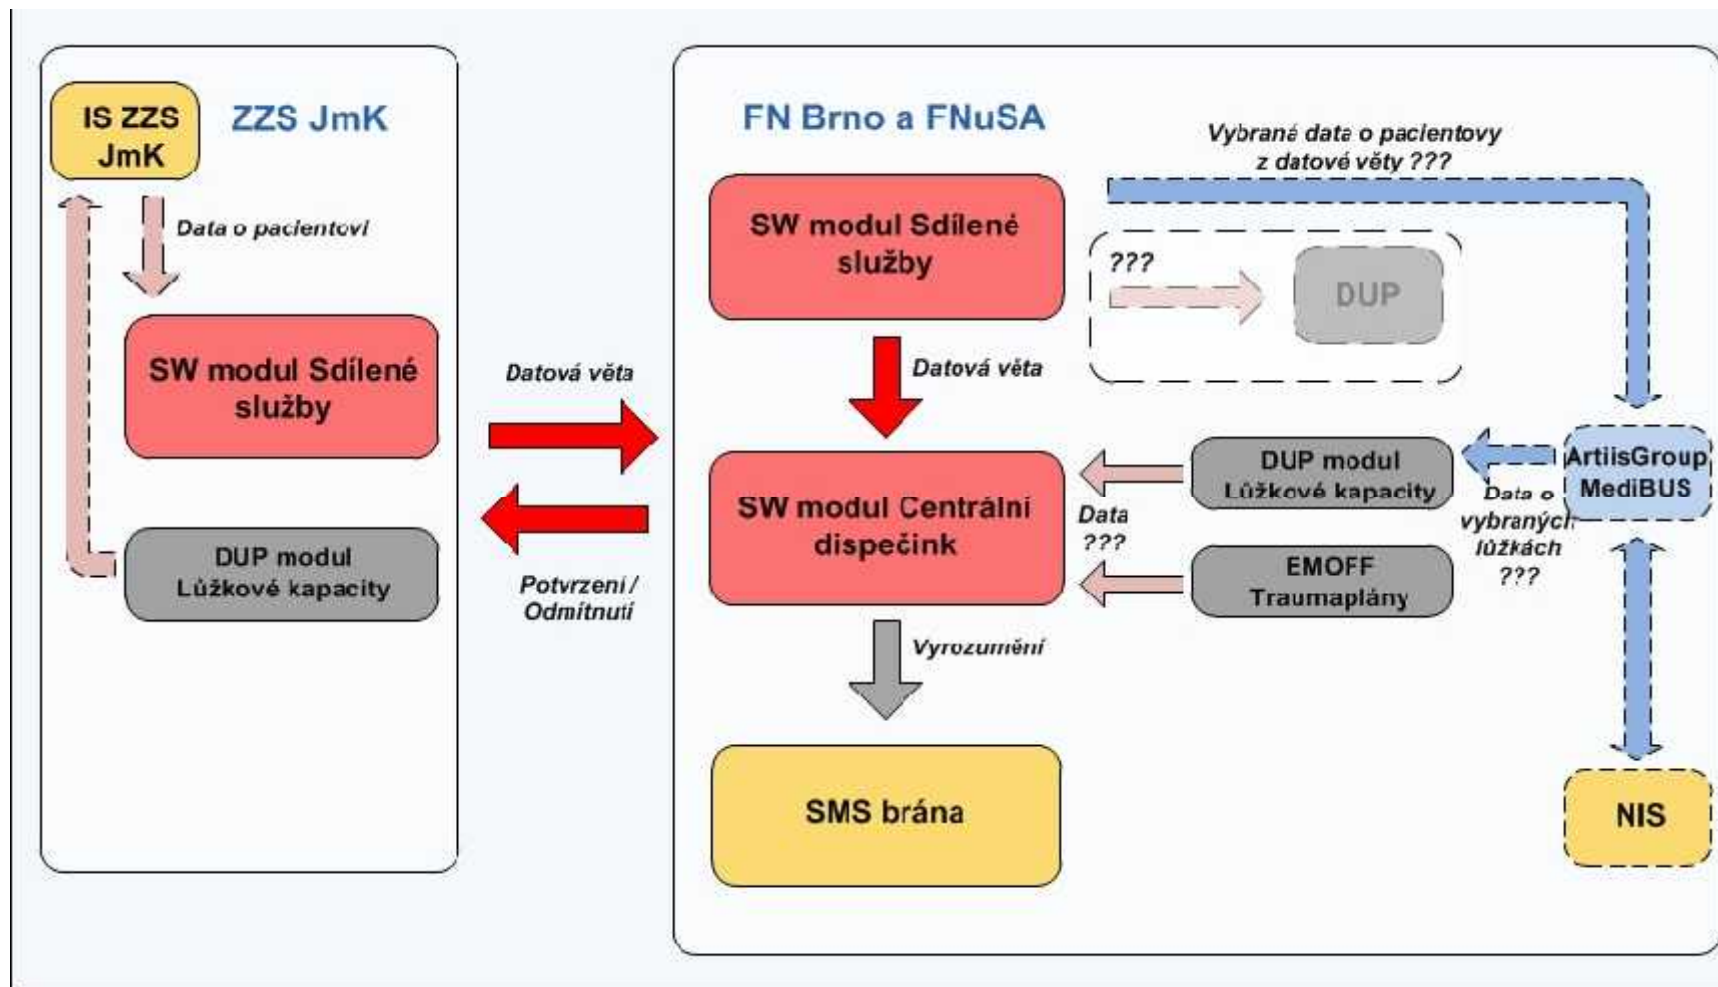 IS ZZS
JmK
ZZS JmK
Data o pacientovi
SW modul Sdílené
služby
DUP modul
Lůžkové kapacity
Datová věta
Potvrzení /
Odmítnutí
FN Brno a FNuSA
SW modul Sdílené
služby
Datová věta
SW modul Centrální
dispečink
Vyrozumění
SMS brána
Vybraná data o pacientovy
z datové věty ???
???
DUP
DUP modul
Lůžkové kapacity
Data
???
EMOFF
Traumaplány
ArtiisGroup
MediBUS
Data o
vybraných
lůžkách
???
NIS